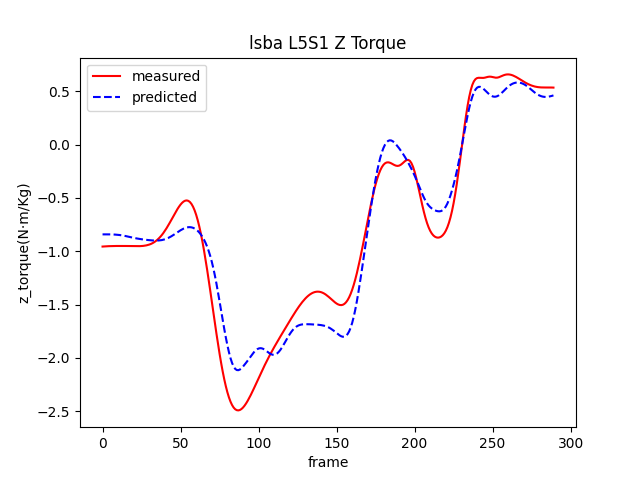 lsba L5S1 Z Torque
measured
predicted
z_torque(N·m/Kg)
0.5
0.0
−0.5
−1.0
−1.5
−2.0
−2.5
0 50 100 150 200 250 300
frame